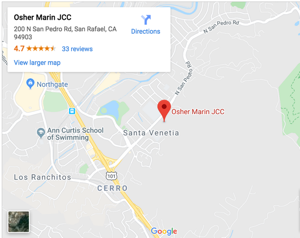 Osher Marin JCC
200 N San Pedro Rd, San Rafael, CA
94903
Directions
4.7
33 reviews
View larger map
Northgate
N San Pedro Rd
Osher Marin JCC
Ann Curtis School
of Swimming
Santa Venetia
Los Ranchitos
101
CERRO
Google